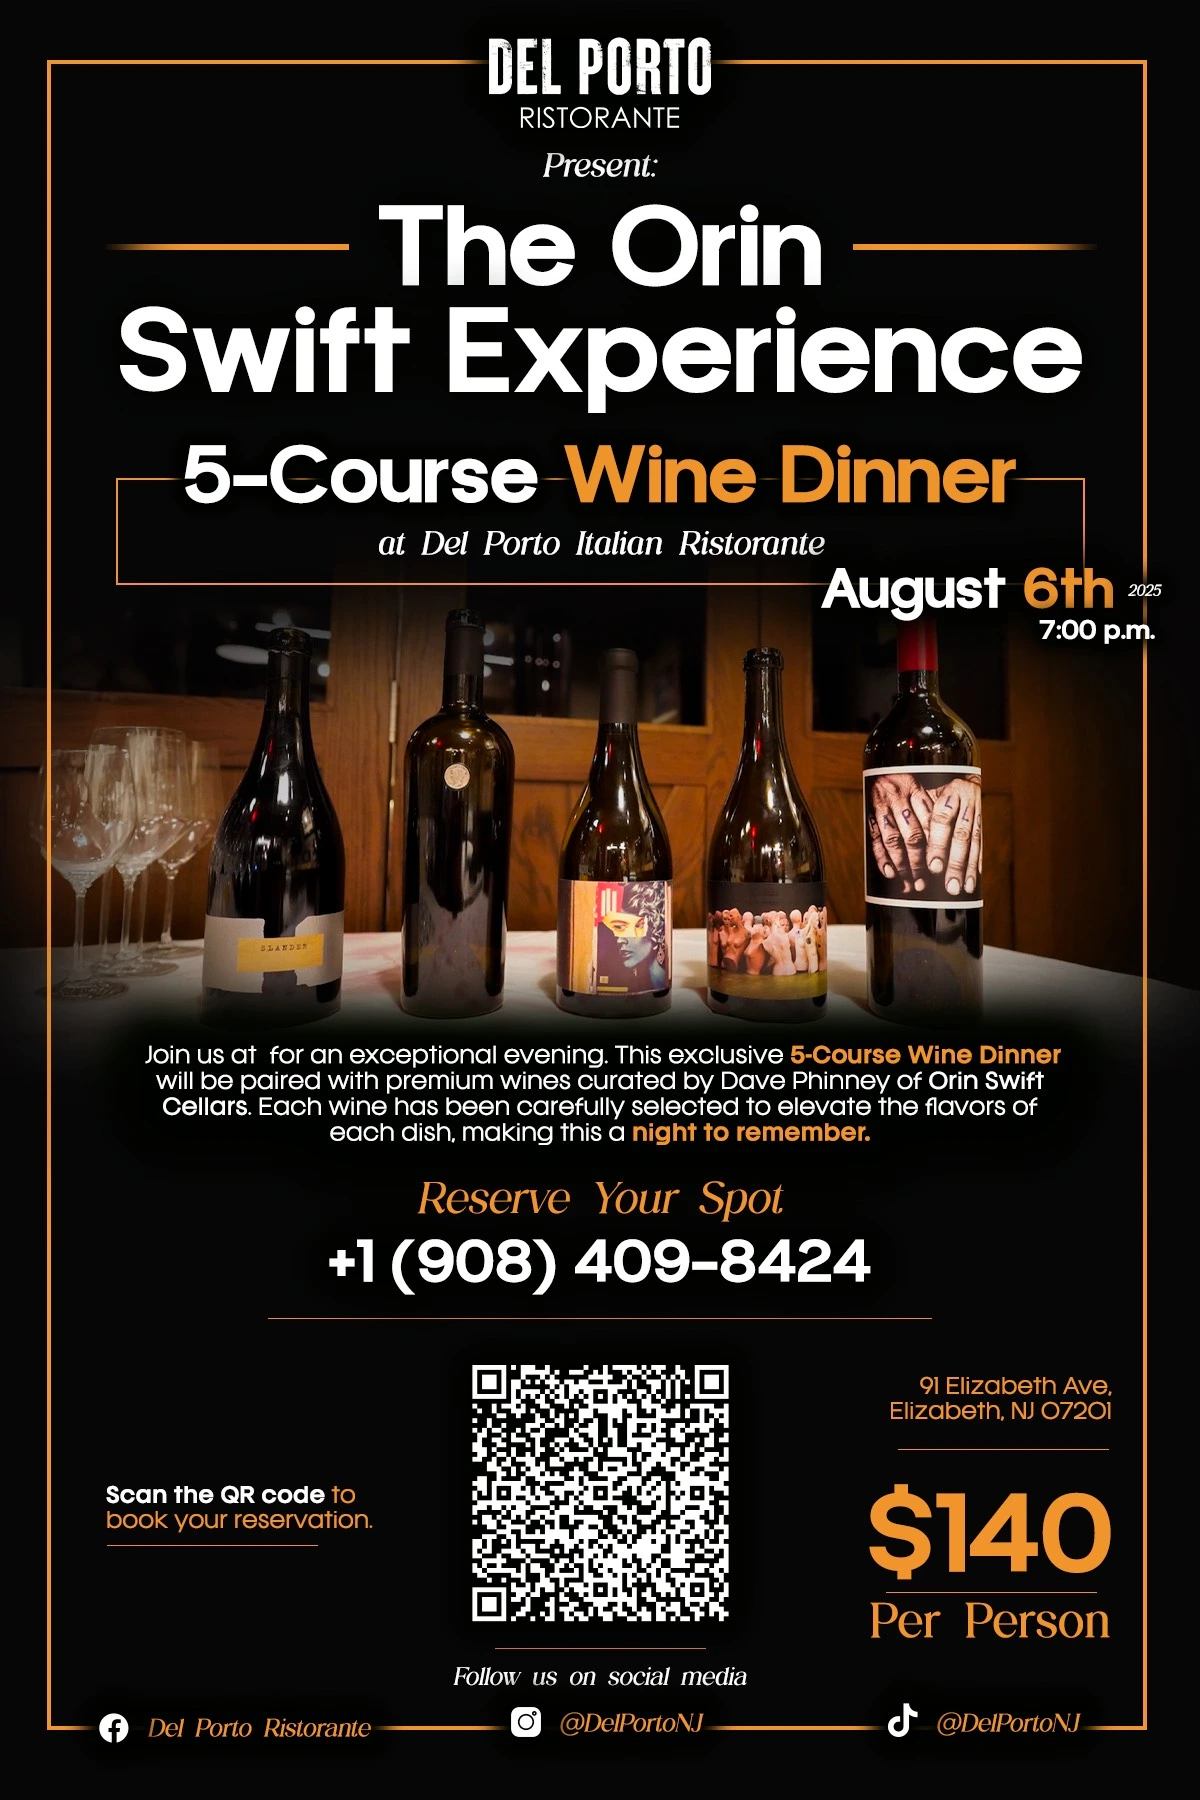 DEL PORTO
RISTORANTE
Present:
The Orin
Swift Experience
5-Course Wine Dinner
at Del Porto Italian Ristorante
August 6th 2025
7:00 p.m.
SLANDER
Join us at for an exceptional evening. This exclusive 5-Course Wine Dinner
will be paired with premium wines curated by Dave Phinney of Orin Swift
Cellars. Each wine has been carefully selected to elevate the flavors of
each dish, making this a night to remember.
Reserve Your Spot
+1 (908) 409-8424
91 Elizabeth Ave,
Elizabeth, NJ 07201
Scan the QR code to
book your reservation.
$140
Per Person
Follow us on social media
Del Porto Ristorante
@DelPortoNJ
@DelPortoNJ